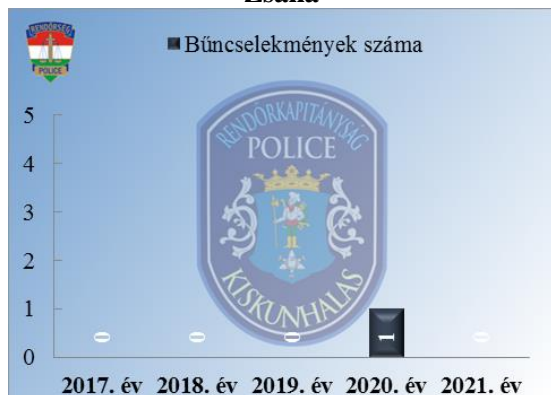 RENDŐRSÉG
POLICE
Bűncselekmények száma
RENDŐRKAPITÁNYSÁG
POLICE
KISKUNHALAS
5
4
3
2
1
0
0 0 0 1 0
2017. év 2018. év 2019. év 2020. év 2021. év